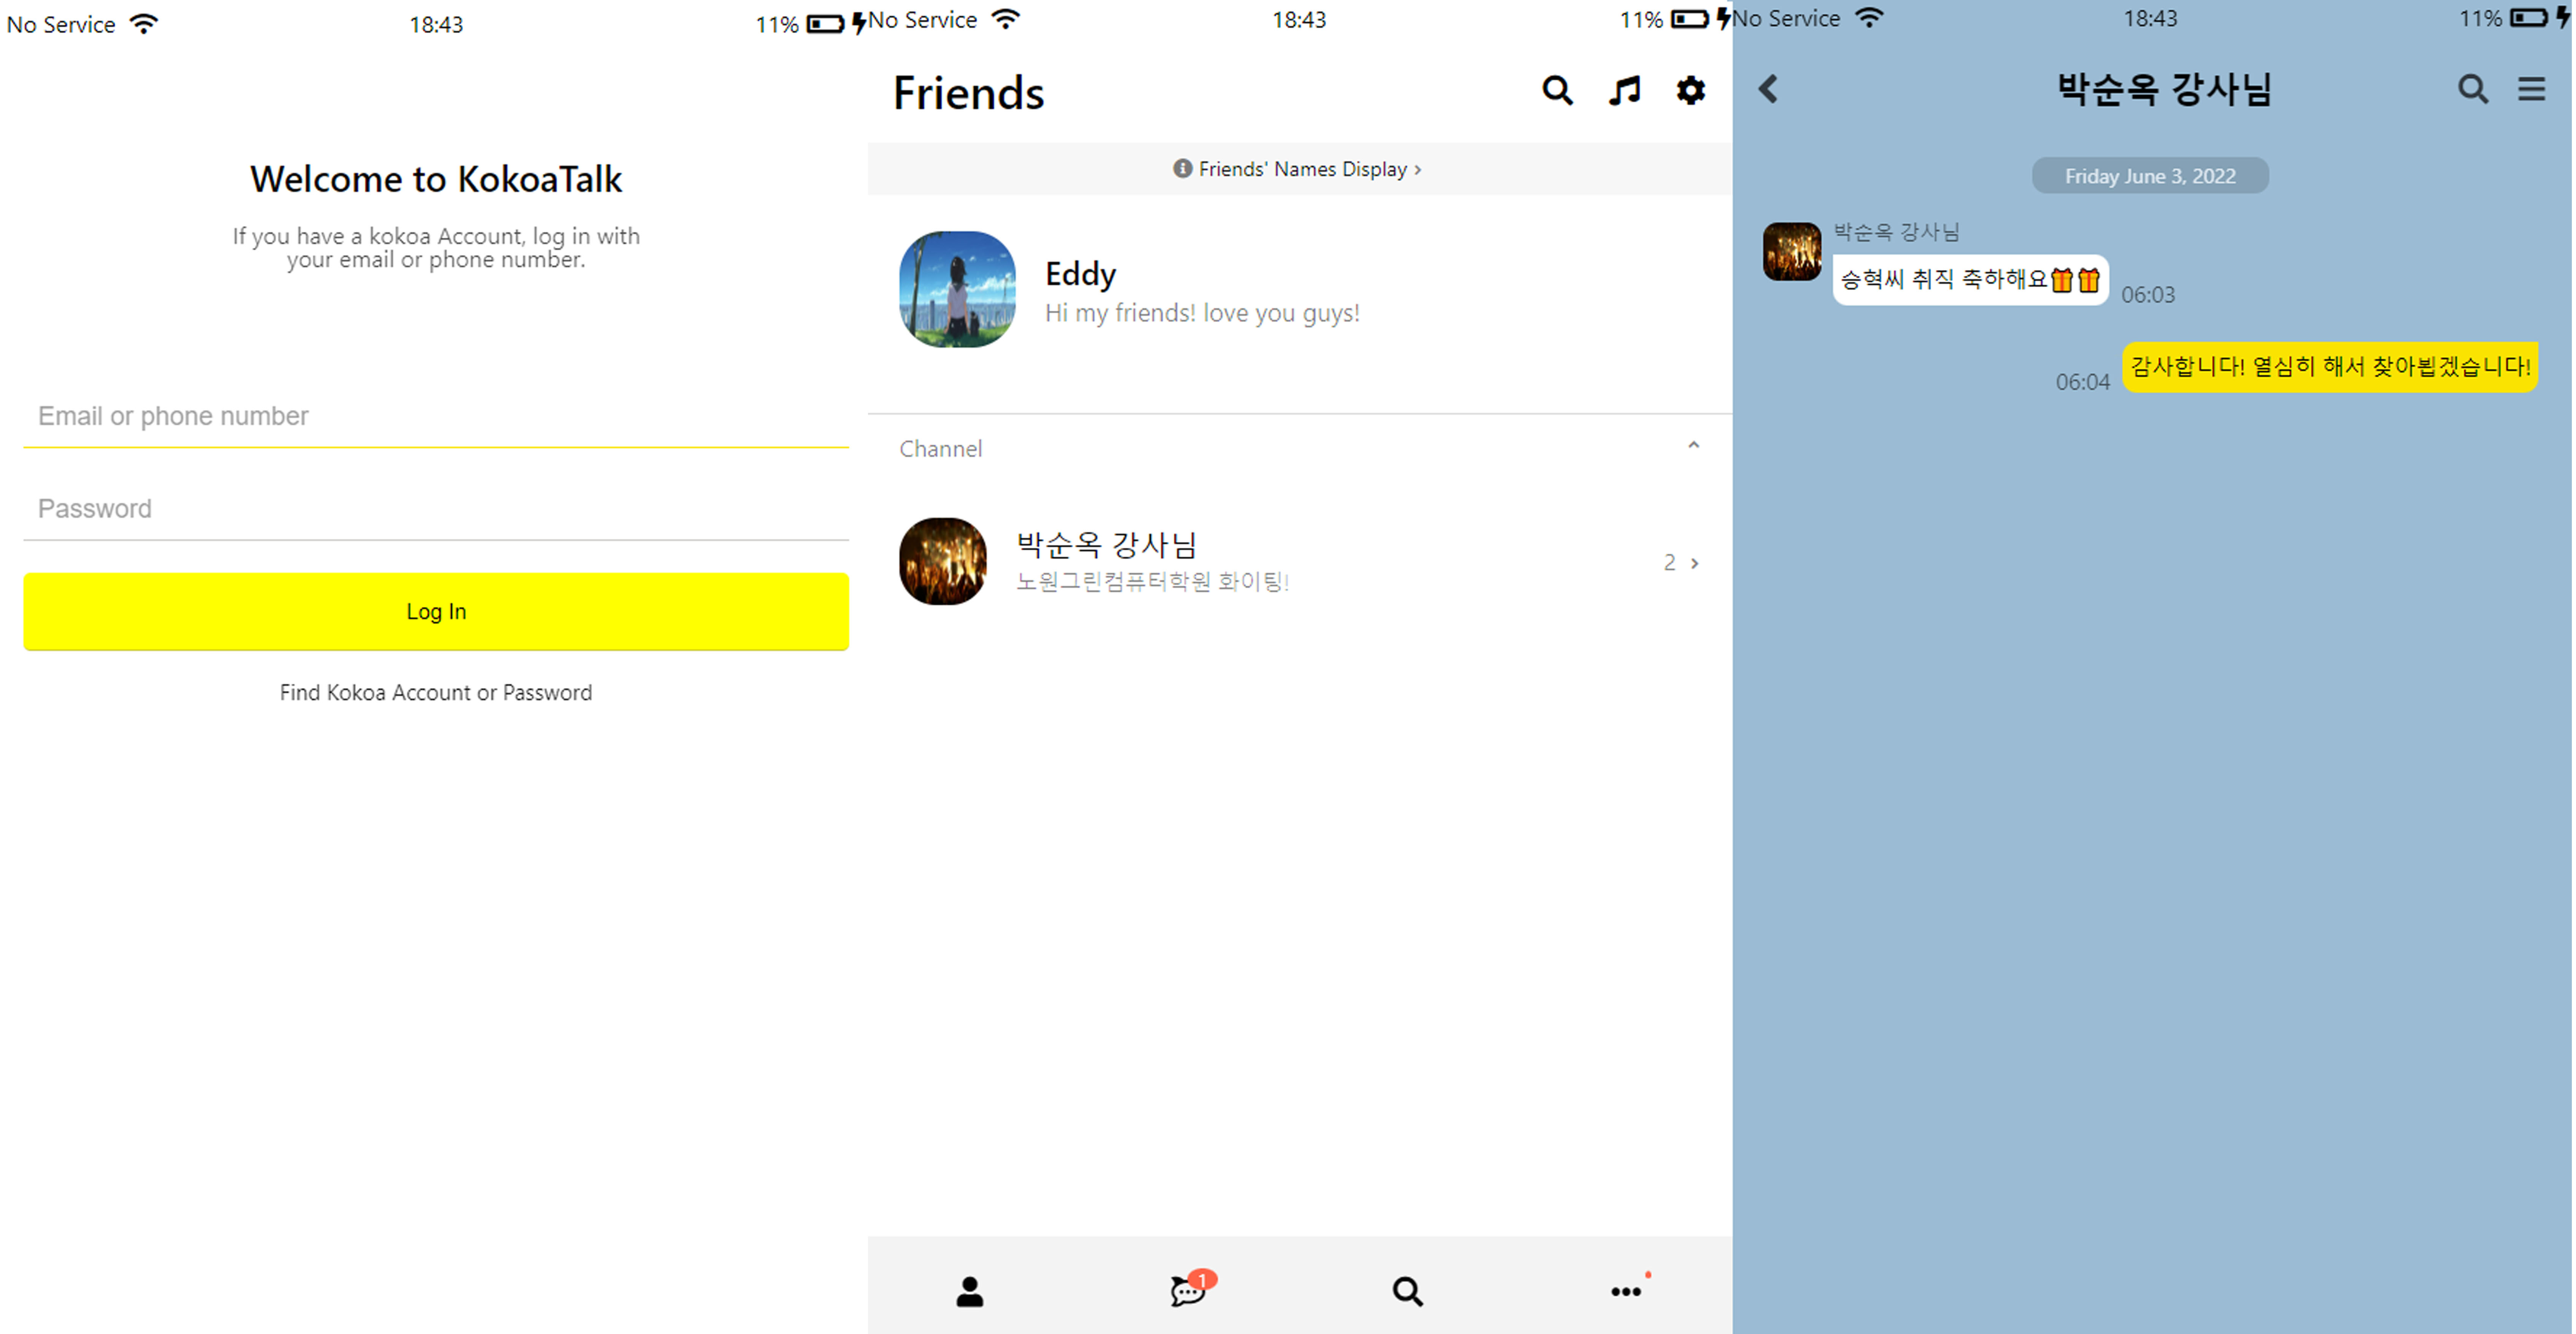 No Service 18:43 11%
Welcome to KokoaTalk
If you have a kokoa Account, log in with
your email or phone number.
Email or phone number
Password
Log In
Find Kokoa Account or Password
No Service 18:43 11%
Friends
Friends' Names Display
Eddy
Hi my friends! love you guys!
Channel
박순옥 강사님
노원그린컴퓨터학원 화이팅!
2
1
No Service 18:43 11%
박순옥 강사님
Friday June 3, 2022
박순옥 강사님
승혁씨 취직 축하해요🎁🎁 06:03
06:04 감사합니다! 열심히 해서 찾아뵙겠습니다!